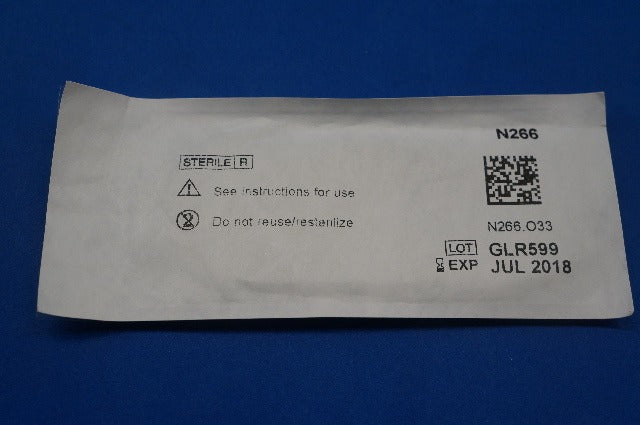 N266
STERILE R
See instructions for use
Do not reuse/resterilize
N266.O33
LOT GLR599
EXP JUL 2018